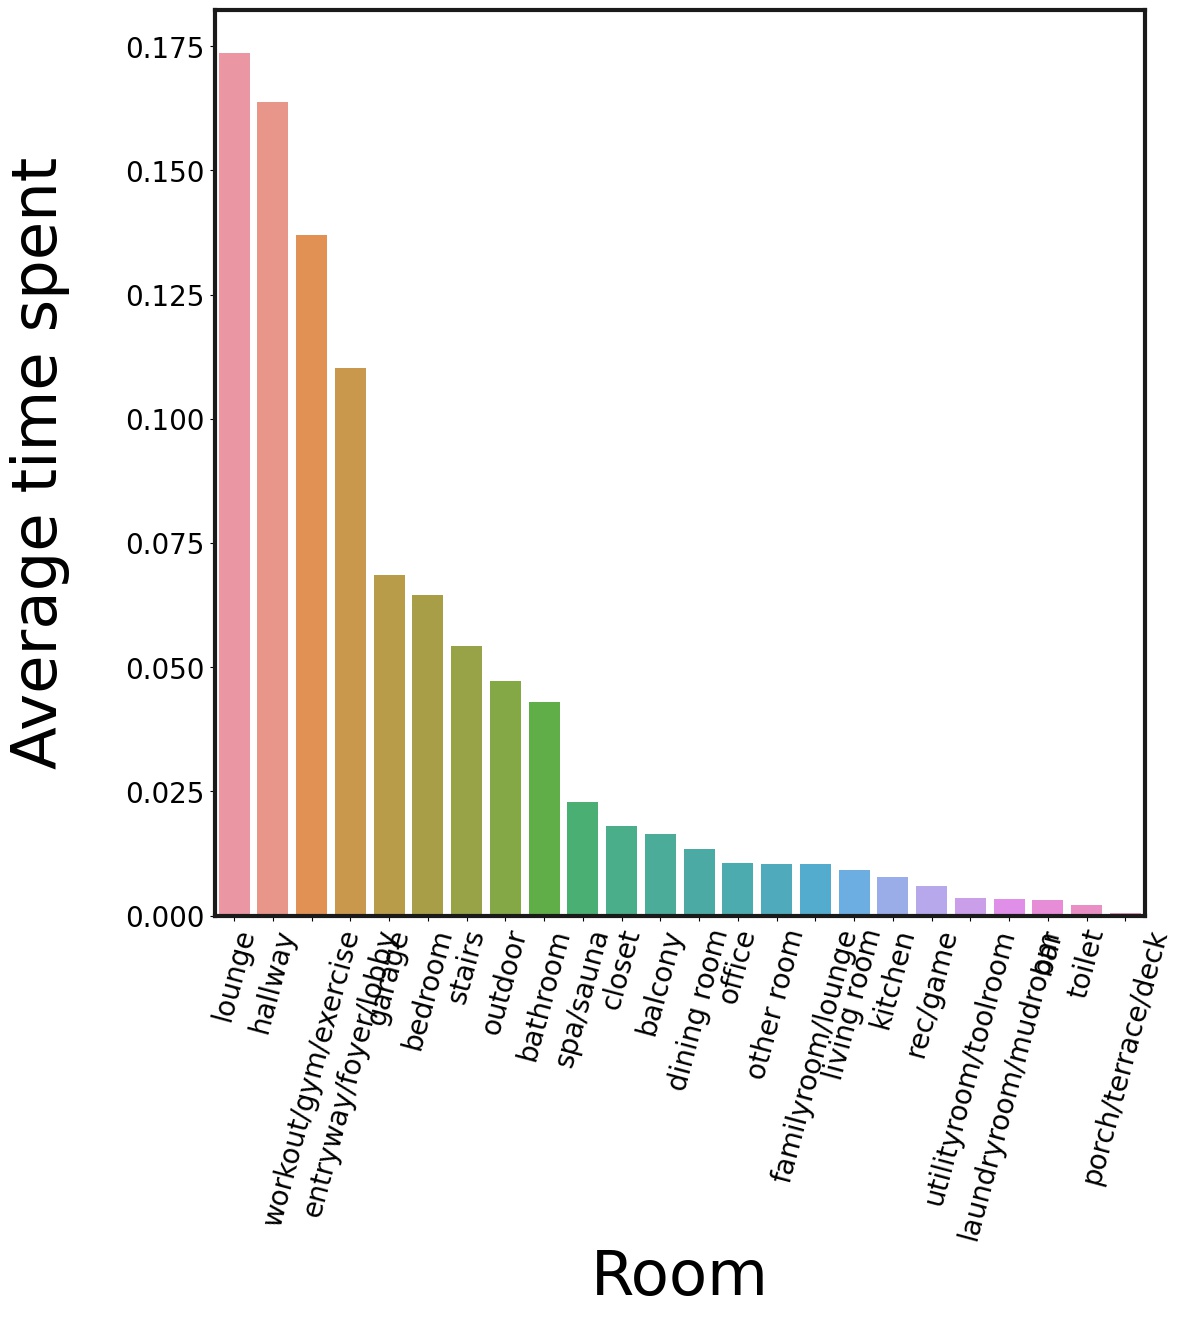 0.175
0.150
0.125
0.100
0.075
0.050
0.025
0.000
Average time spent
lounge
hallway
workout/gym/exercise
entryway/foyer/lobby
garage
bedroom
stairs
outdoor
bathroom
spa/sauna
closet
balcony
dining room
office
other room
familyroom/lounge
living room
kitchen
rec/game
utilityroom/toolroom
laundryroom/mudroom
bar
toilet
porch/terrace/deck
Room